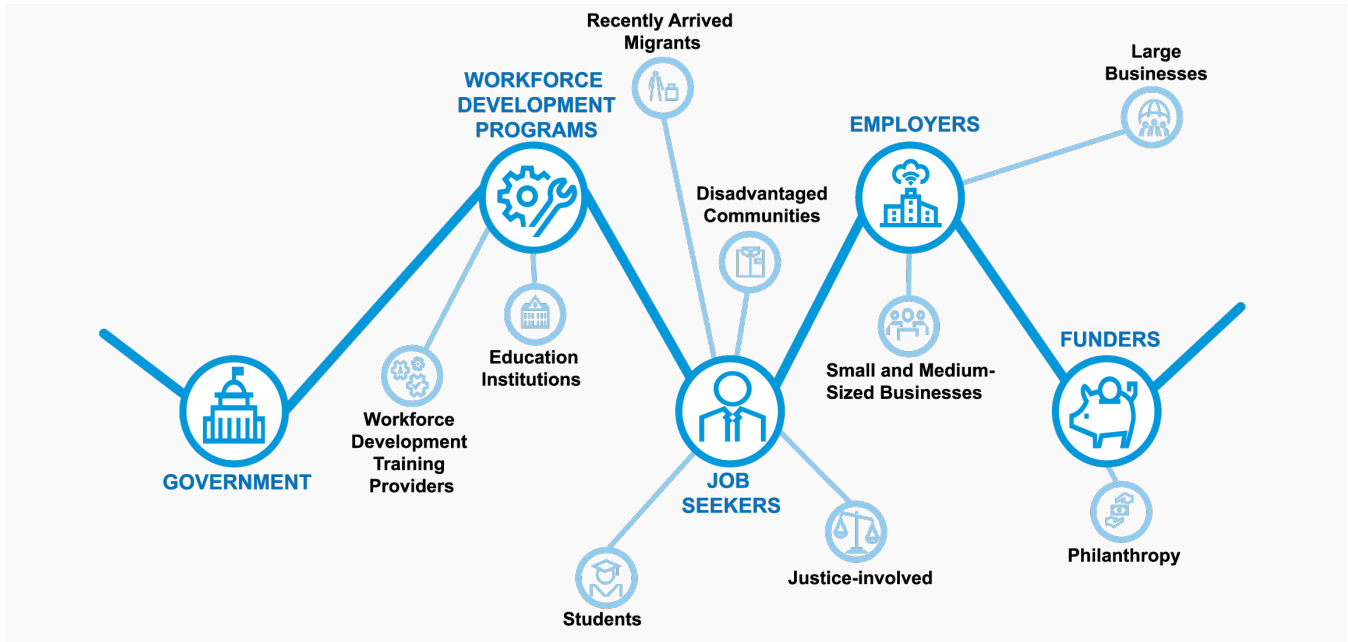 Recently Arrived
Migrants
Large
Businesses
WORKFORCE
DEVELOPMENT
PROGRAMS
EMPLOYERS
Disadvantaged
Communities
Education
Institutions
Small and Medium-
Sized Businesses
FUNDERS
Workforce
Development
Training
Providers
GOVERNMENT
JOB
SEEKERS
Philanthropy
Justice-involved
Students